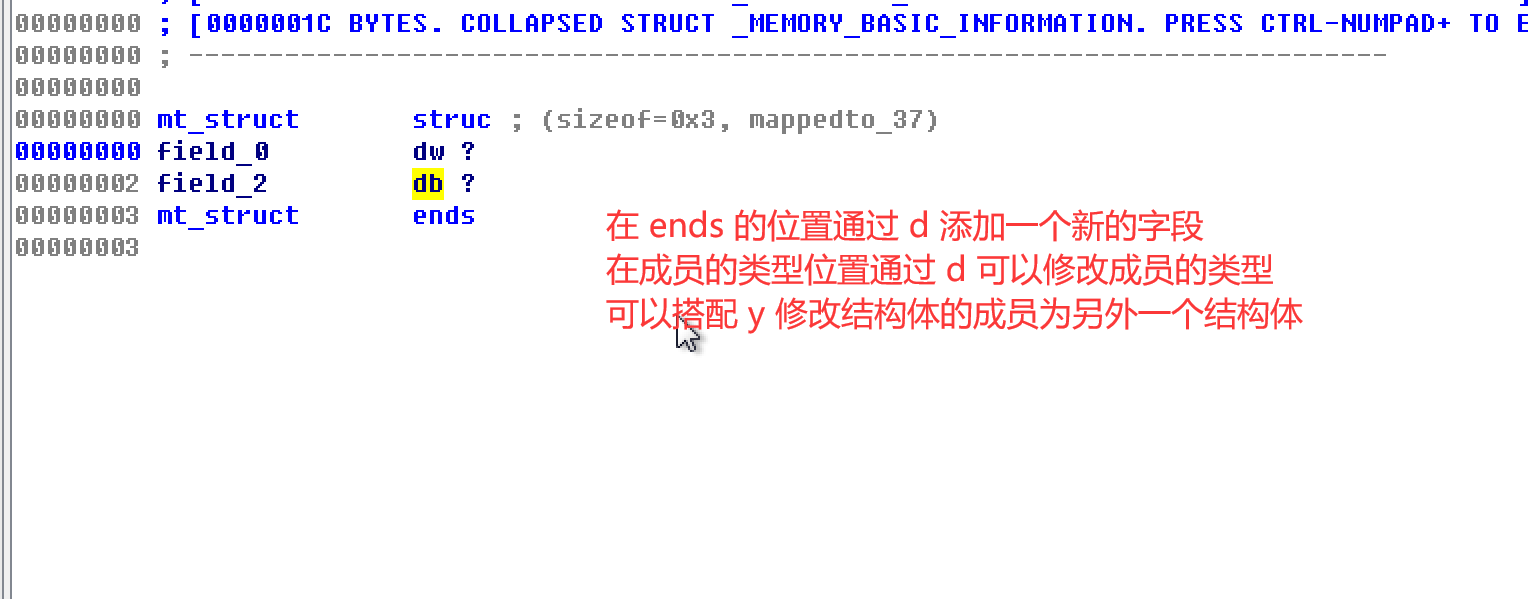 00000000 ; [0000001C BYTES. COLLAPSED STRUCT _MEMORY_BASIC_INFORMATION. PRESS CTRL-NUMPAD+ TO E
00000000 ; ---------------------------------------------------------------------------
00000000
00000000 mt_struct struc ; (sizeof=0x3, mappedto_37)
00000000 field_0 dw ?
00000002 field_2 db ?
00000003 mt_struct ends
00000003
在 ends 的位置通过 d 添加一个新的字段
在成员的类型位置通过 d 可以修改成员的类型
可以搭配 y 修改结构体的成员为另外一个结构体